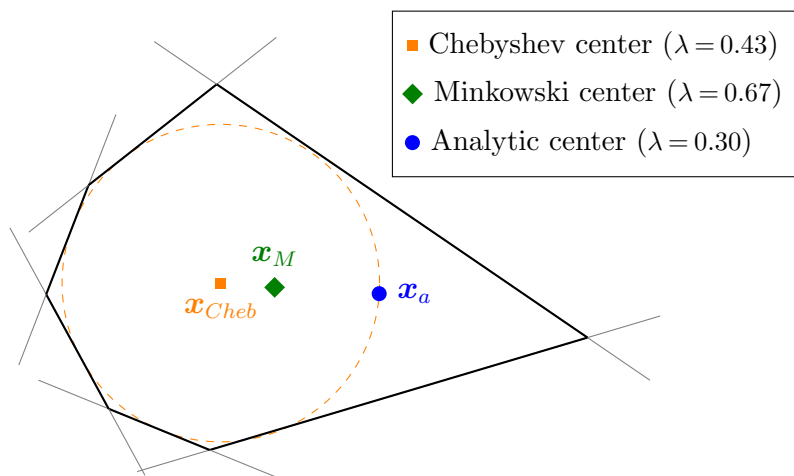 Chebyshev center (λ = 0.43)
Minkowski center (λ = 0.67)
Analytic center (λ = 0.30)
x_M
x_Cheb
x_a